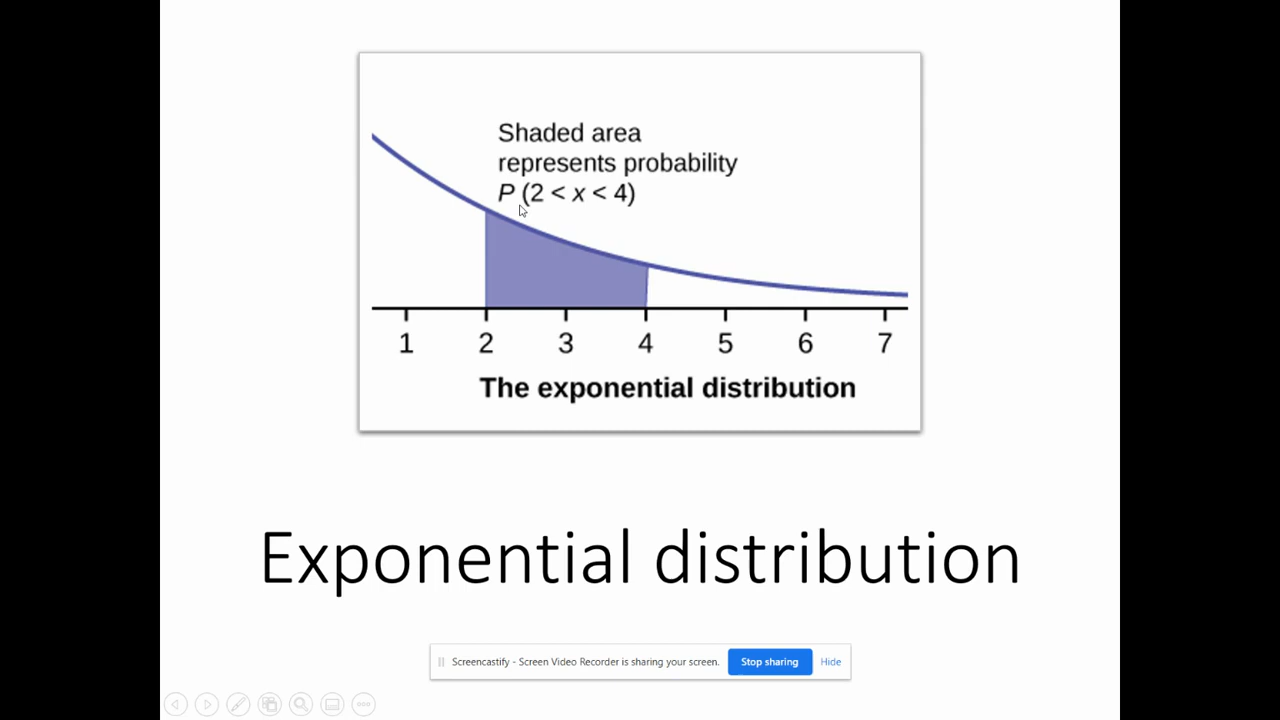 Shaded area
represents probability
P (2 < x < 4)
1 2 3 4 5 6 7
The exponential distribution
Exponential distribution
Screencastify - Screen Video Recorder is sharing your screen. Stop sharing Hide